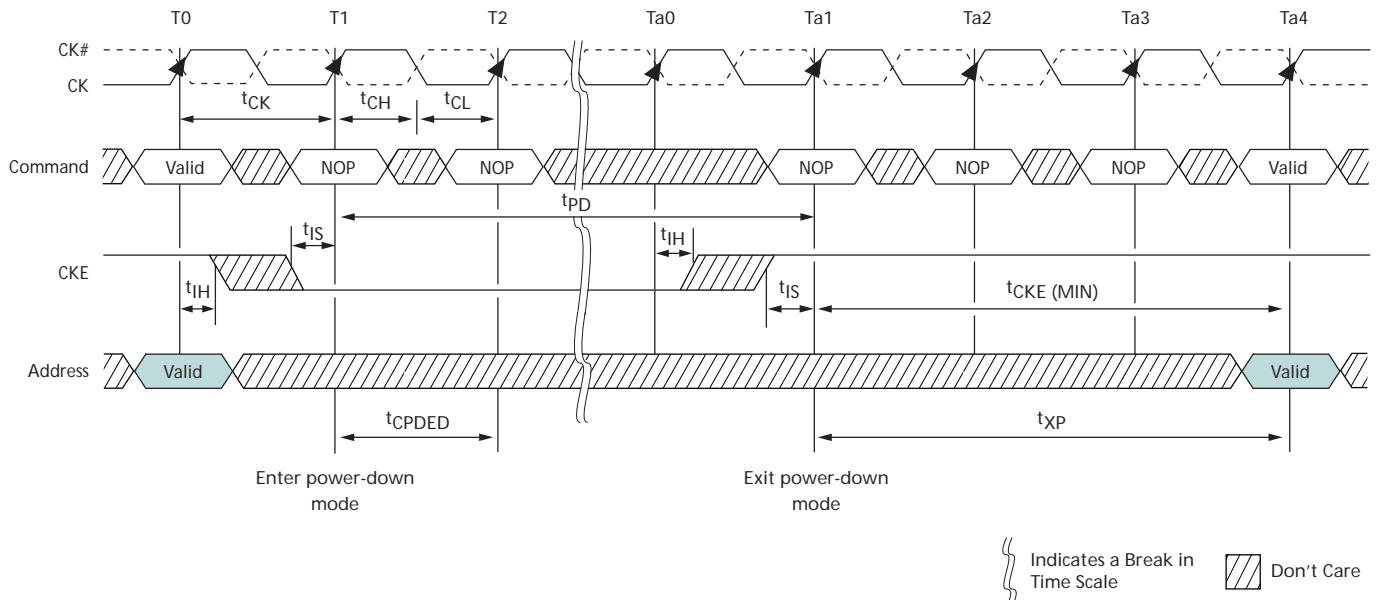 T0 T1 T2 Ta0 Ta1 Ta2 Ta3 Ta4
CK#
CK
tCK tCH tCL
Command Valid NOP NOP NOP NOP NOP Valid
tPD
tIS tIH
CKE
tIH tIS tCKE (MIN)
Address Valid Valid
tCPDED tXP
Enter power-down
mode
Exit power-down
mode
Indicates a Break in
Time Scale
Don't Care